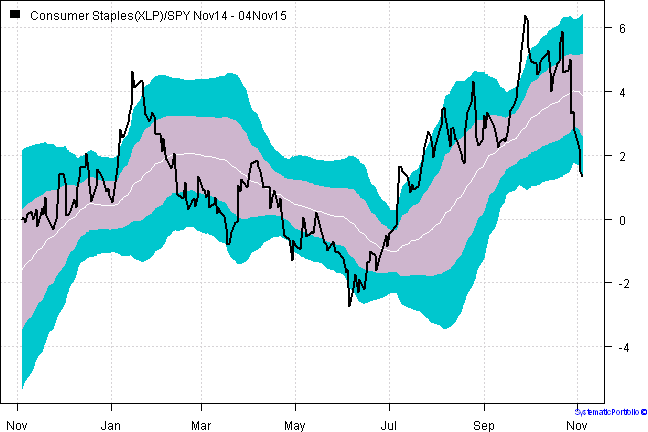 Consumer Staples(XLP)/SPY Nov14 - 04Nov15
6
4
2
0
-2
-4
SystematicPortfolio ©
Nov Jan Mar May Jul Sep Nov